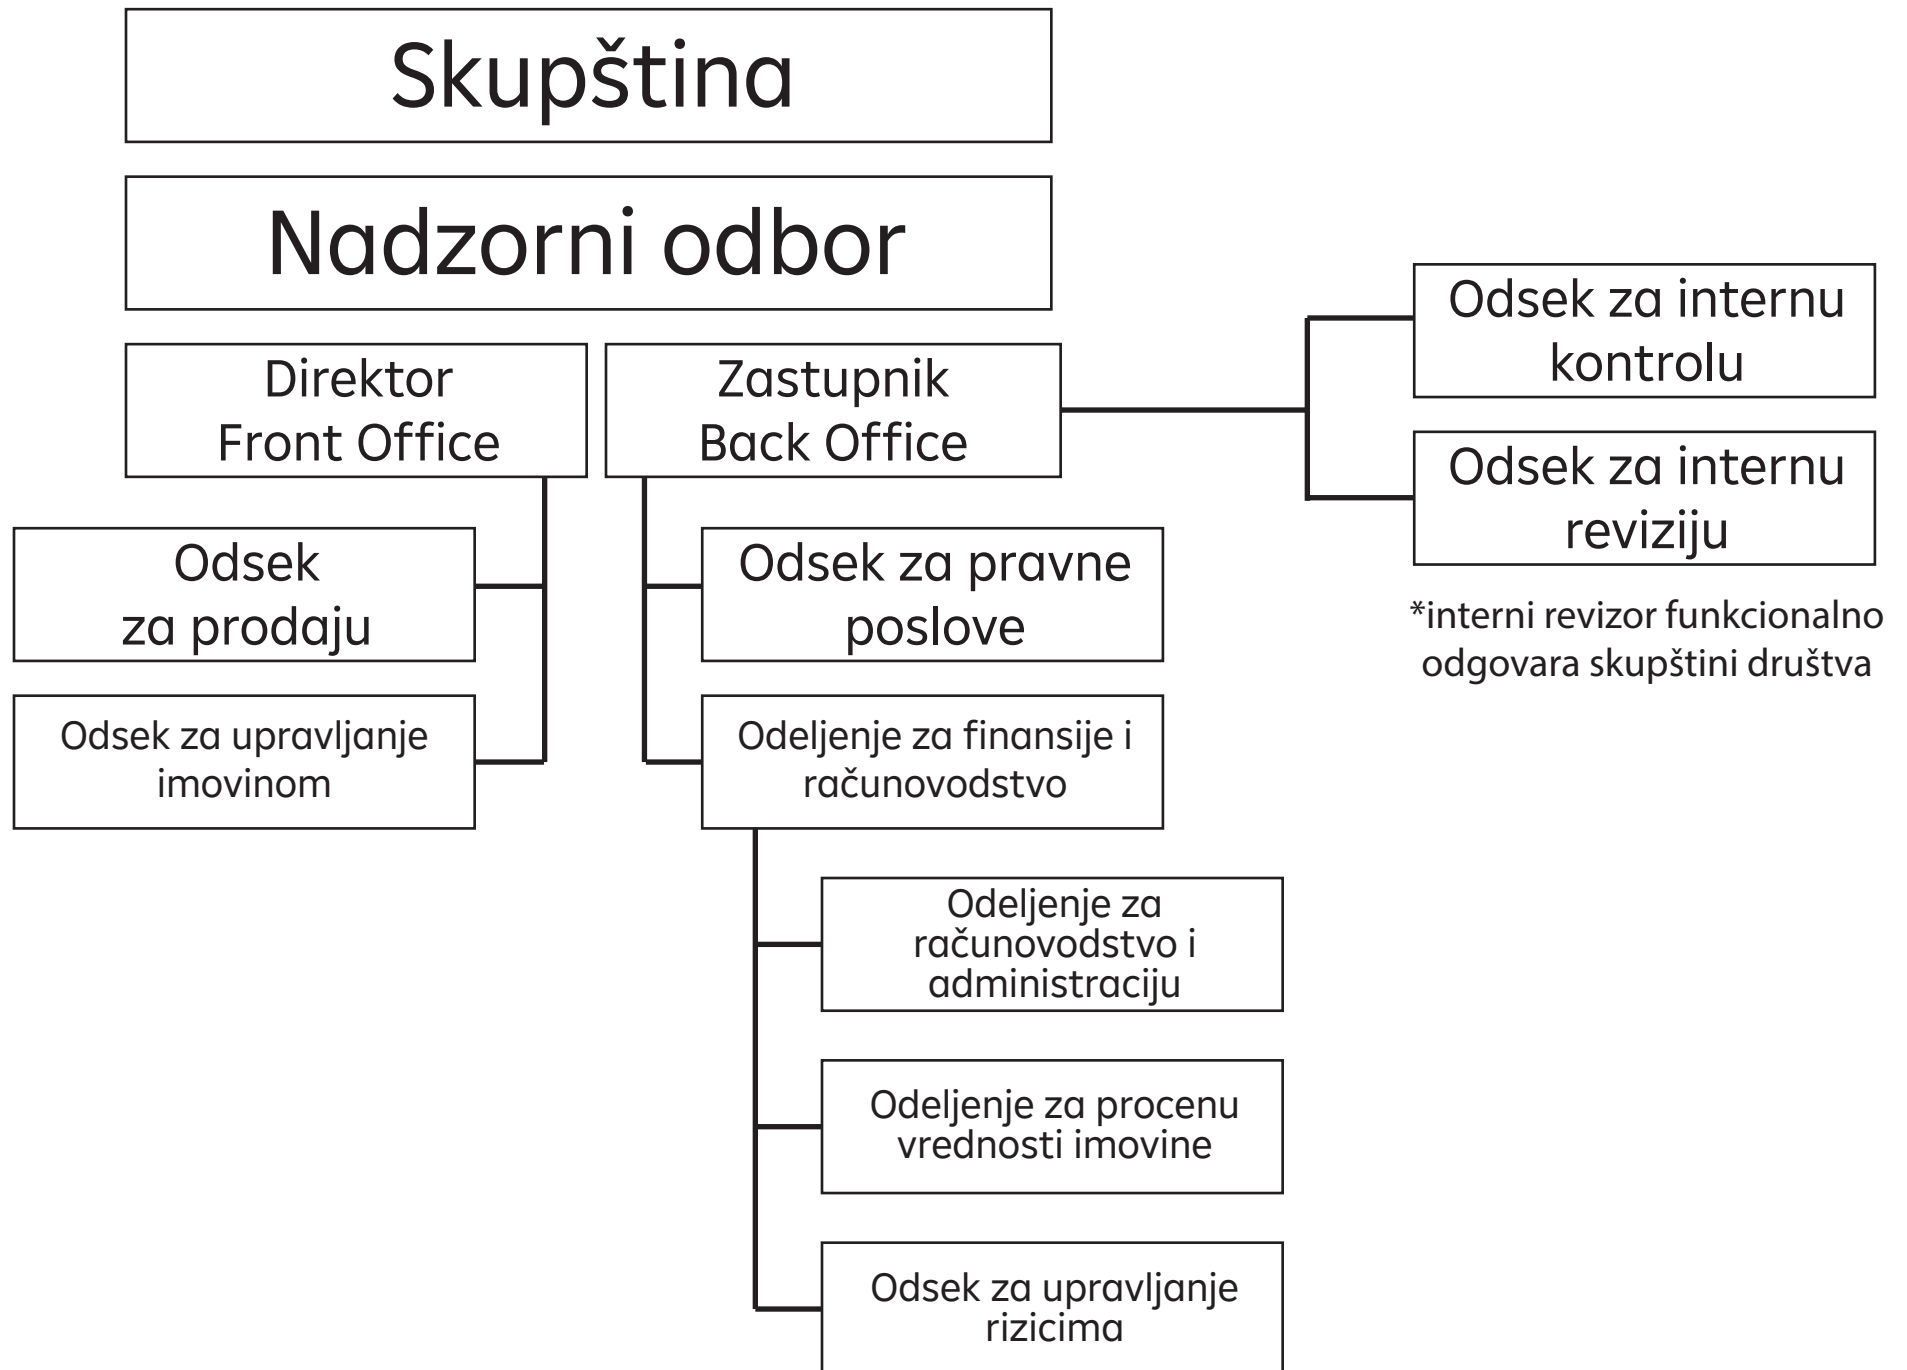 Skupština
Nadzorni odbor
Direktor
Front Office
Zastupnik
Back Office
Odsek za internu
kontrolu
Odsek za internu
reviziju
*interni revizor funkcionalno
odgovara skupštini društva
Odsek
za prodaju
Odsek za upravljanje
imovinom
Odsek za pravne
poslove
Odeljenje za finansije i
računovodstvo
Odeljenje za
računovodstvo i
administraciju
Odeljenje za procenu
vrednosti imovine
Odsek za upravljanje
rizicima